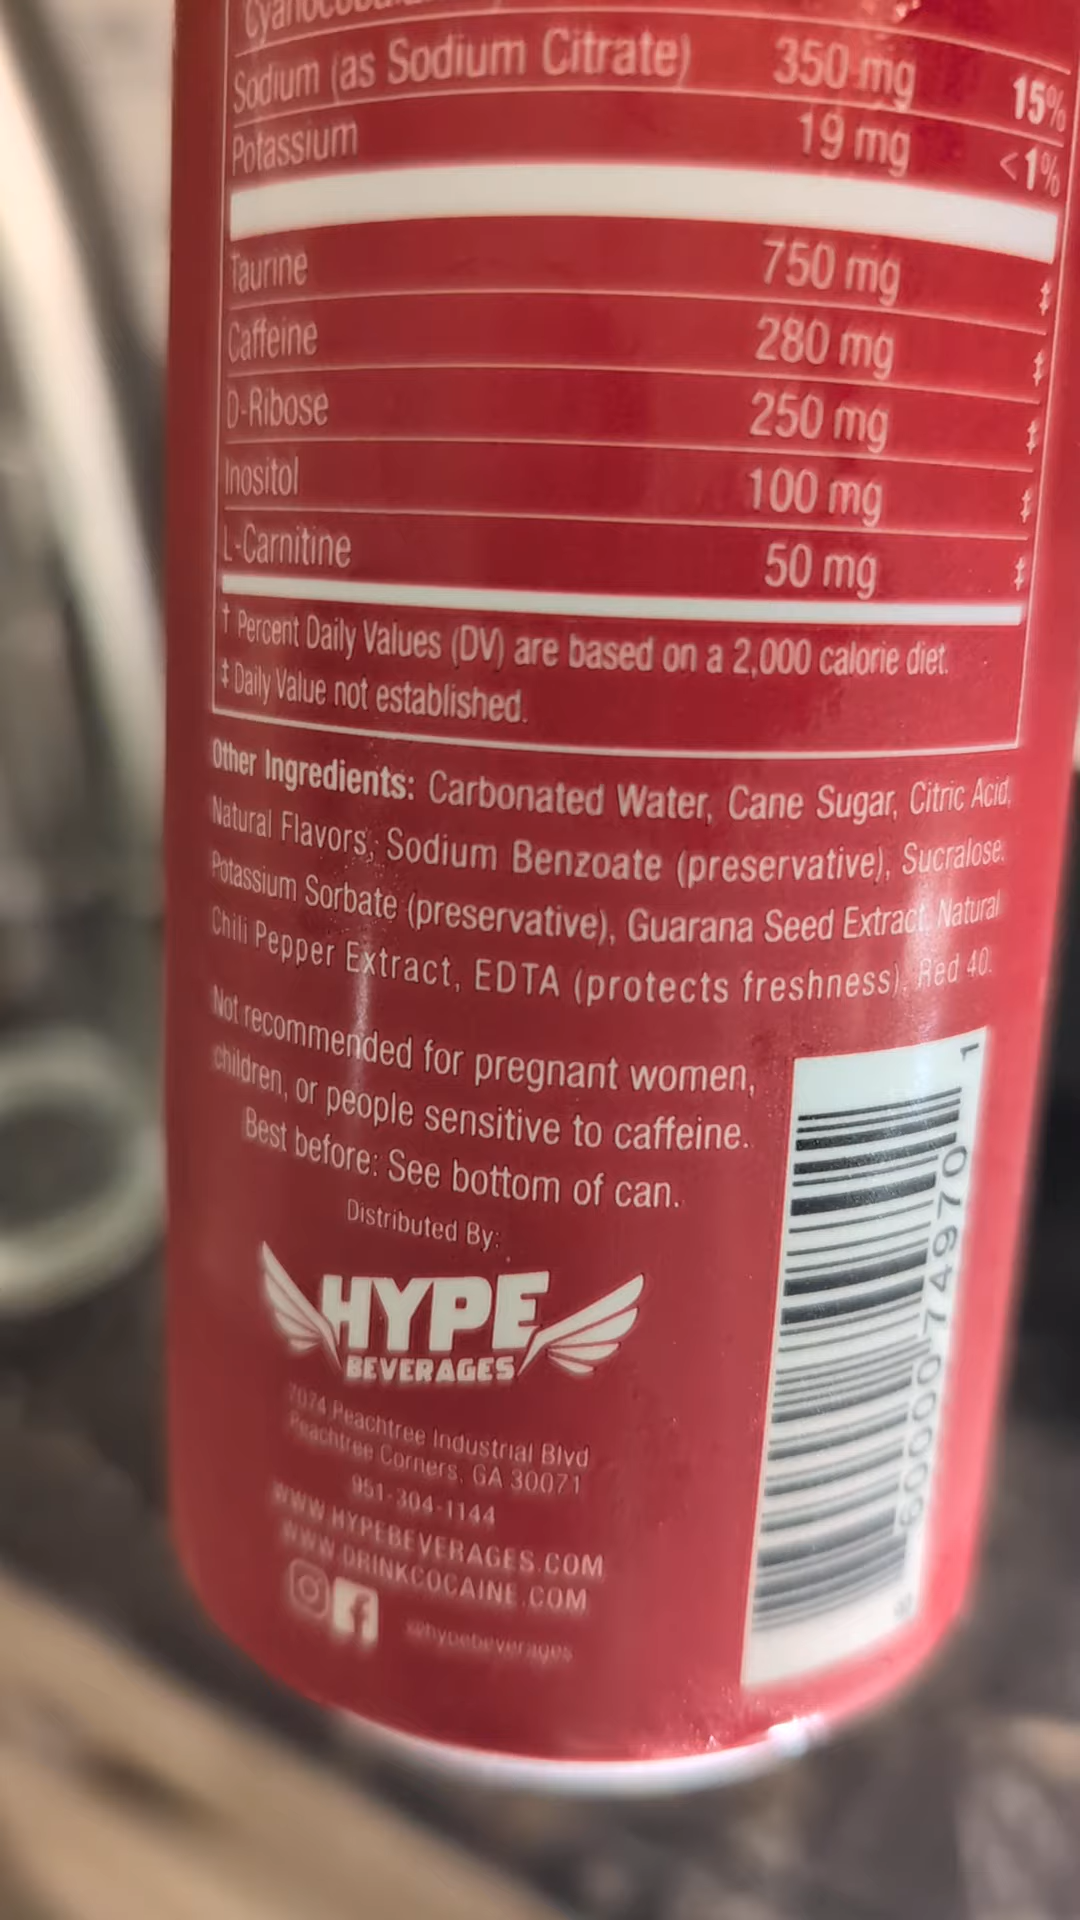 Sodium (as Sodium Citrate) 350 mg 15%
Potassium 19 mg <1%
Taurine 750 mg ‡
Caffeine 280 mg ‡
D-Ribose 250 mg ‡
Inositol 100 mg ‡
L-Carnitine 50 mg ‡
† Percent Daily Values (DV) are based on a 2,000 calorie diet.
‡ Daily Value not established.
Other Ingredients: Carbonated Water, Cane Sugar, Citric Acid,
Natural Flavors, Sodium Benzoate (preservative), Sucralose,
Potassium Sorbate (preservative), Guarana Seed Extract, Natural
Chili Pepper Extract, EDTA (protects freshness), Red 40.
Not recommended for pregnant women,
children, or people sensitive to caffeine.
Best before: See bottom of can.
Distributed By:
HYPE
BEVERAGES
7074 Peachtree Industrial Blvd
Peachtree Corners, GA 30071
951-304-1144
WWW.HYPEBEVERAGES.COM
WWW.DRINKCOCAINE.COM
@hypebeverages
8 60000 74970 1